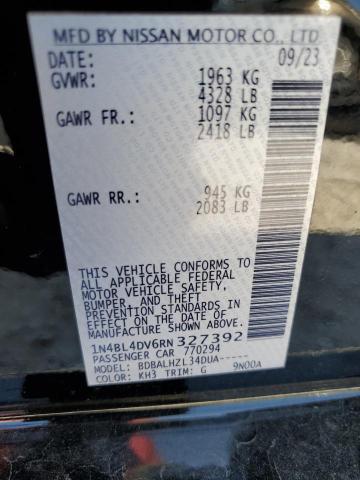 MFD BY NISSAN MOTOR CO., LTD
DATE: 09/23
GVWR: 1963 KG
4328 LB
GAWR FR.: 1097 KG
2418 LB
GAWR RR.: 945 KG
2083 LB
THIS VEHICLE CONFORMS TO
ALL APPLICABLE FEDERAL
MOTOR VEHICLE SAFETY,
BUMPER, AND THEFT
PREVENTION STANDARDS
IN EFFECT ON THE DATE OF
MANUFACTURE SHOWN ABOVE.
1N4BL4DV6RN327392
PASSENGER CAR 770294
MODEL: BDBALHZL34DUA-----
COLOR: KH3 TRIM: G 9N00A